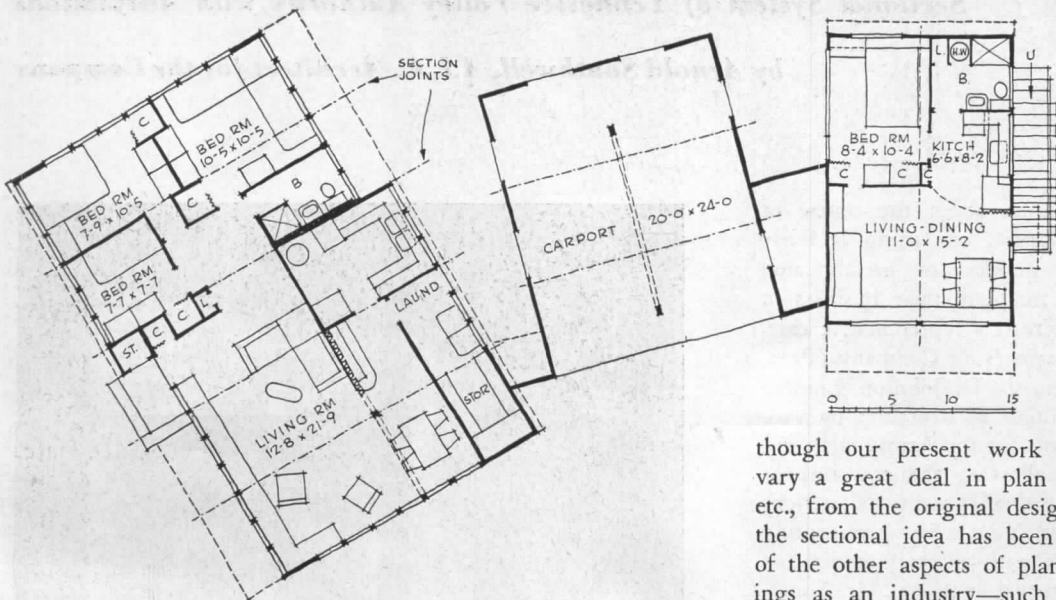 SECTION
JOINTS
C
BED RM
10-5 x 10-5
BED RM
7-9 x 10-5
C
B
BED RM
7-7 x 7-7
L
C
C
ST.
LAUND
STOR
LIVING RM
12-8 x 21-9
CARPORT
20-0 x 24-0
L.
H.W
B
U
BED RM
8-4 x 10-4
KITCH
6-6x8-2
C
C
C
LIVING-DINING
11-0 x 15-2
0
5
10
15
though our present work
vary a great deal in plan
etc., from the original desig
the sectional idea has been
of the other aspects of plan
ings as an industry—such